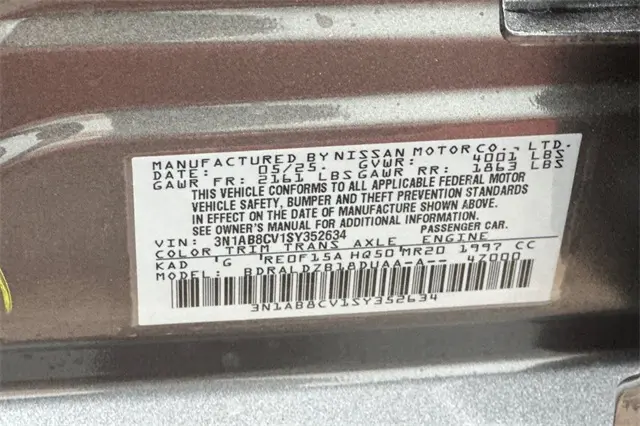 MANUFACTURED BY NISSAN MOTOR CO., LTD.
DATE: 05/25. GVWR: 4001 LBS
GAWR FR: 2161 LBS GAWR RR: 1863 LBS
THIS VEHICLE CONFORMS TO ALL APPLICABLE FEDERAL MOTOR
VEHICLE SAFETY, BUMPER AND THEFT PREVENTION STANDARDS
IN EFFECT ON THE DATE OF MANUFACTURE SHOWN ABOVE.
SEE OWNER'S MANUAL FOR ADDITIONAL INFORMATION.
VIN: 3N1AB8CV1SY352634 PASSENGER CAR.
COLOR TRIM TRANS AXLE ENGINE
KAD G RE0F15A HQ50 MR20 1997 CC
MODEL: BDRALDZB18DUAA-A-- 47000
3N1AB8CV1SY352634